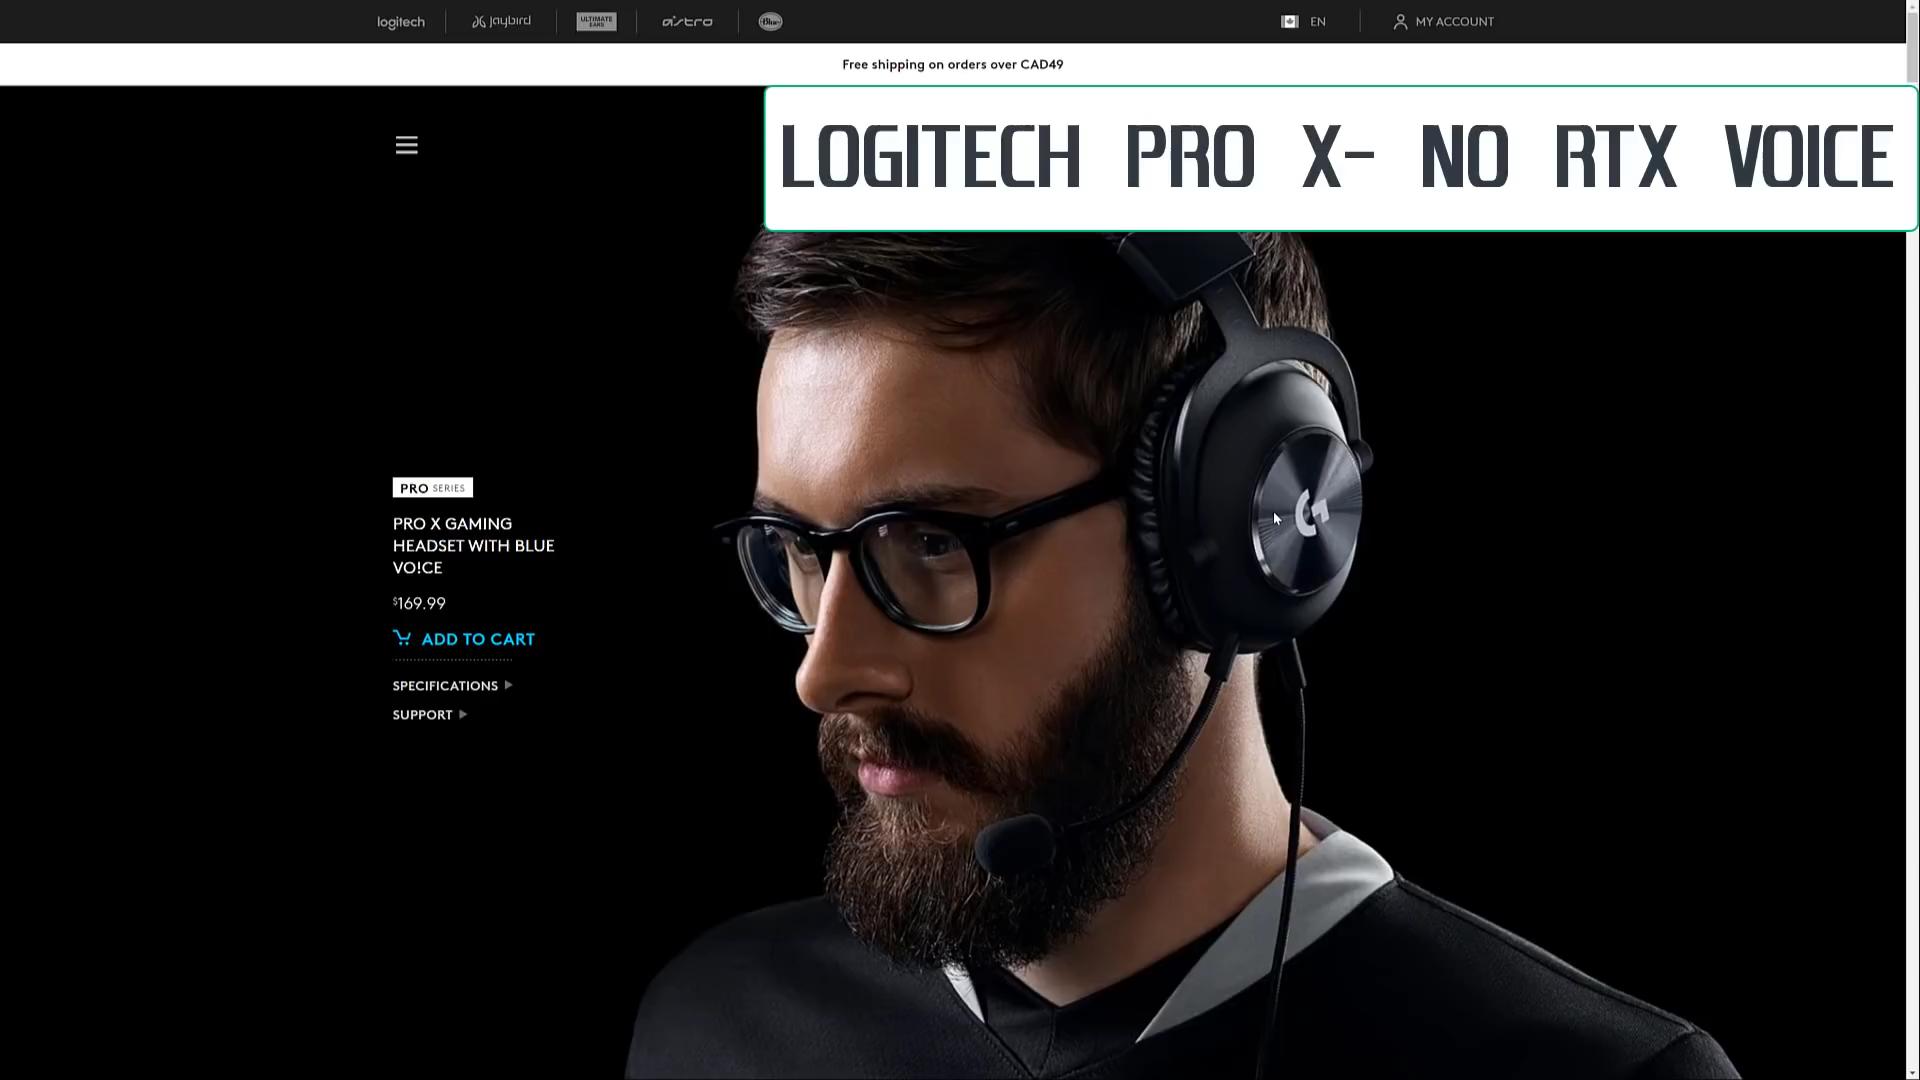 logitech
jaybird
ULTIMATE
EARS
astro
Blue
EN
MY ACCOUNT
Free shipping on orders over CAD49
LOGITECH PRO X- NO RTX VOICE
PRO SERIES
PRO X GAMING
HEADSET WITH BLUE
VO!CE
$169.99
ADD TO CART
SPECIFICATIONS
SUPPORT